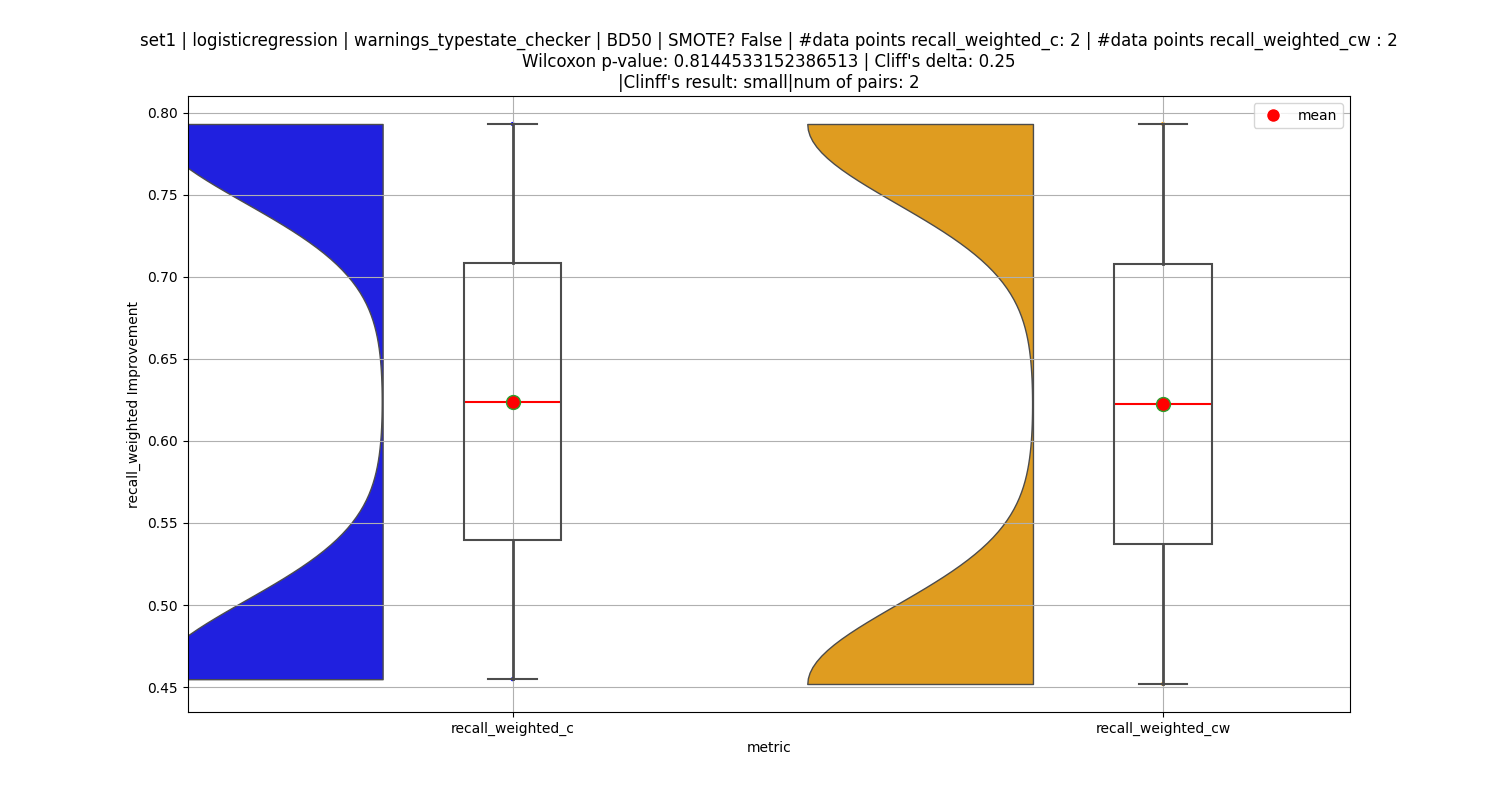 set1 | logisticregression | warnings_typestate_checker | BD50 | SMOTE? False | #data points recall_weighted_c: 2 | #data points recall_weighted_cw : 2
Wilcoxon p-value: 0.8144533152386513 | Cliff's delta: 0.25
|Clinff's result: small|num of pairs: 2
mean
0.80
0.75
0.70
0.65
0.60
0.55
0.50
0.45
recall_weighted Improvement
recall_weighted_c
recall_weighted_cw
metric